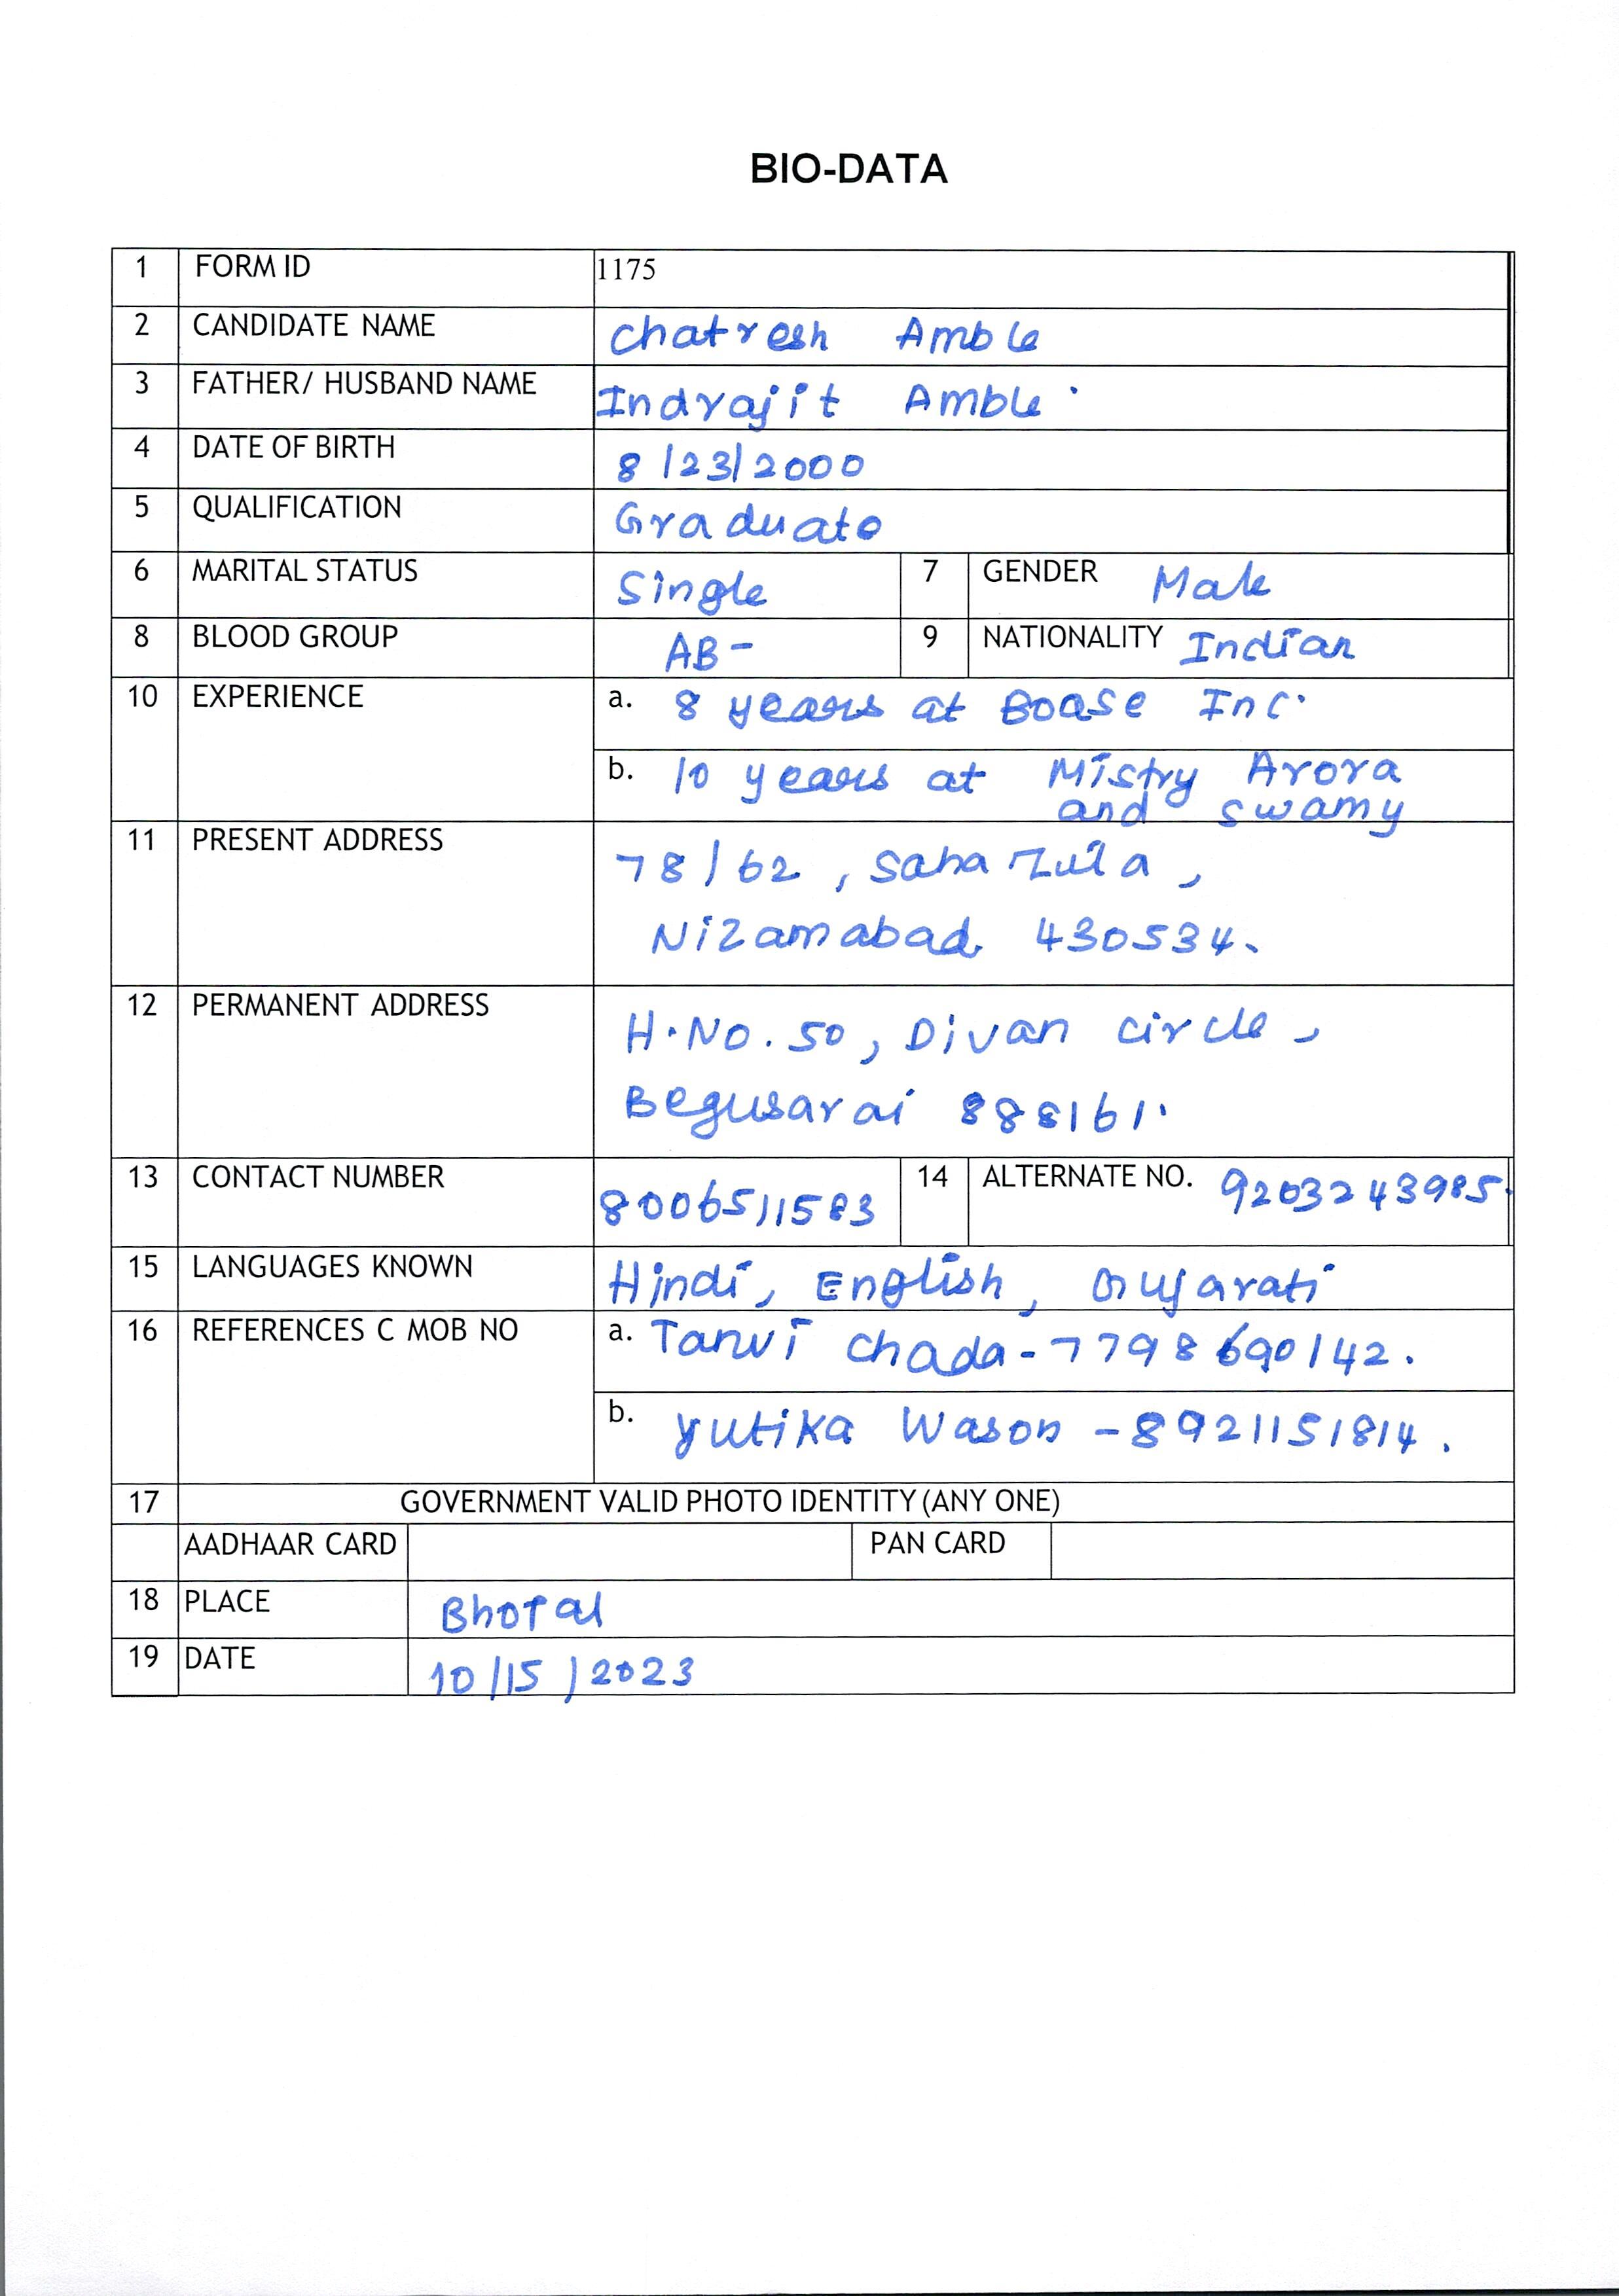 BIO-DATA
1 FORM ID 1175
2 CANDIDATE NAME Chatresh Amble
3 FATHER/ HUSBAND NAME Indrajit Amble
4 DATE OF BIRTH 8/23/2000
5 QUALIFICATION Graduate
6 MARITAL STATUS Single 7 GENDER Male
8 BLOOD GROUP AB- 9 NATIONALITY Indian
10 EXPERIENCE a. 8 years at Boase Inc.
b. 10 years at Mistry Arora
and swamy
11 PRESENT ADDRESS 78/62, Saha Zila,
Nizamabad 430534.
12 PERMANENT ADDRESS H.No. 50, Divan circle,
Begusarai 888161.
13 CONTACT NUMBER 8006511583 14 ALTERNATE NO. 9203243985.
15 LANGUAGES KNOWN Hindi, English, Gujarati
16 REFERENCES C MOB NO a. Tanvi Chada - 7798690142.
b. Yutika Wason - 8921151814.
17 GOVERNMENT VALID PHOTO IDENTITY (ANY ONE)
AADHAAR CARD PAN CARD
18 PLACE Bhopal
19 DATE 10/15/2023